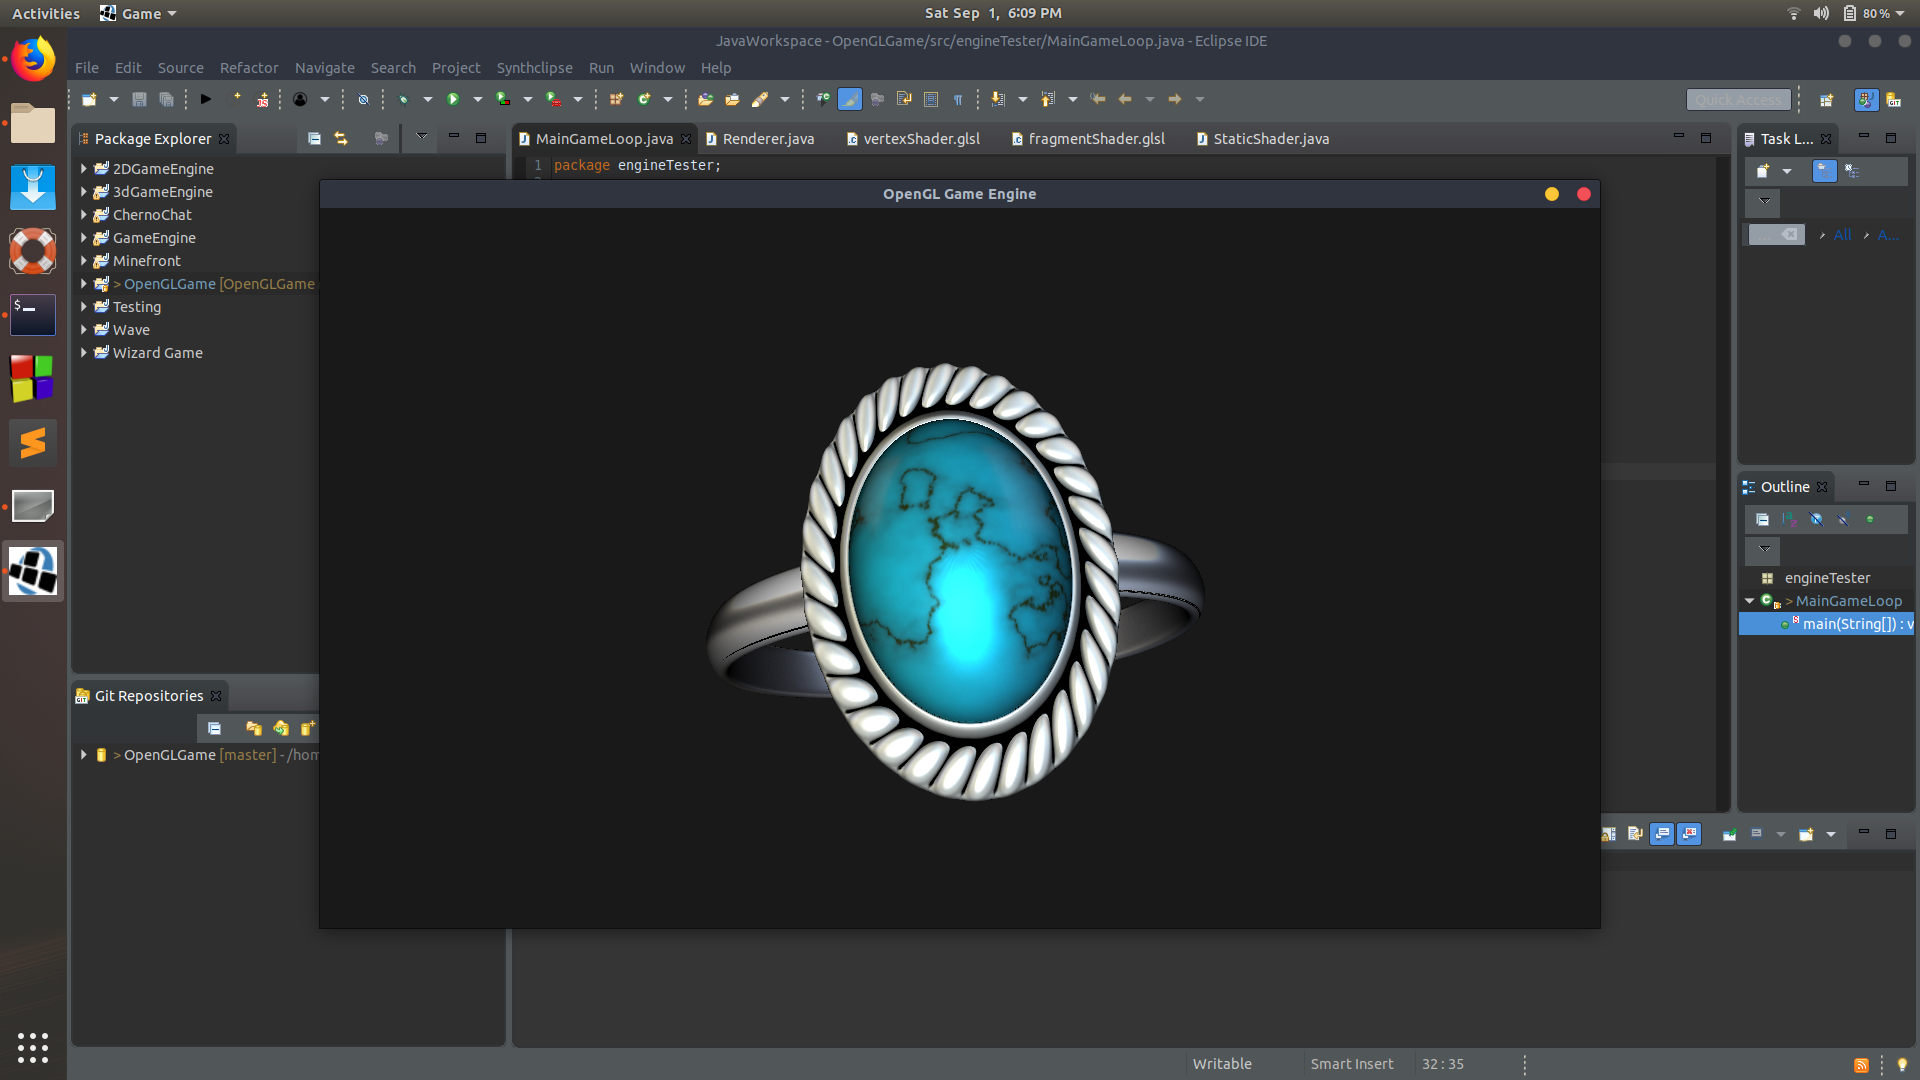 Activities Game Sat Sep 1, 6:09 PM 80 %
JavaWorkspace - OpenGLGame/src/engineTester/MainGameLoop.java - Eclipse IDE
File Edit Source Refactor Navigate Search Project Synthclipse Run Window Help
Quick Access
Package Explorer
2DGameEngine
3dGameEngine
ChernoChat
GameEngine
Minefront
> OpenGLGame [OpenGLGame
Testing
Wave
Wizard Game
MainGameLoop.java Renderer.java vertexShader.glsl fragmentShader.glsl StaticShader.java
1 package engineTester;
OpenGL Game Engine
Task L...
All A...
Outline
engineTester
> MainGameLoop
main(String[]) : v
Git Repositories
> OpenGLGame [master] - /hom
Writable Smart Insert 32 : 35